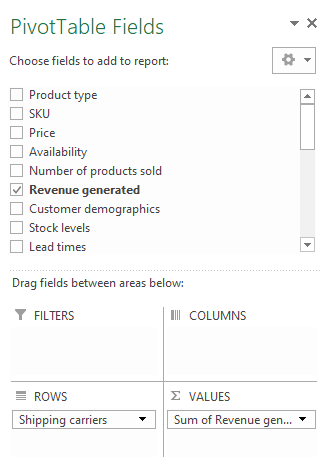 PivotTable Fields
Choose fields to add to report:
Product type
SKU
Price
Availability
Number of products sold
Revenue generated
Customer demographics
Stock levels
Lead times
Drag fields between areas below:
FILTERS
COLUMNS
ROWS
Σ VALUES
Shipping carriers
Sum of Revenue gen...